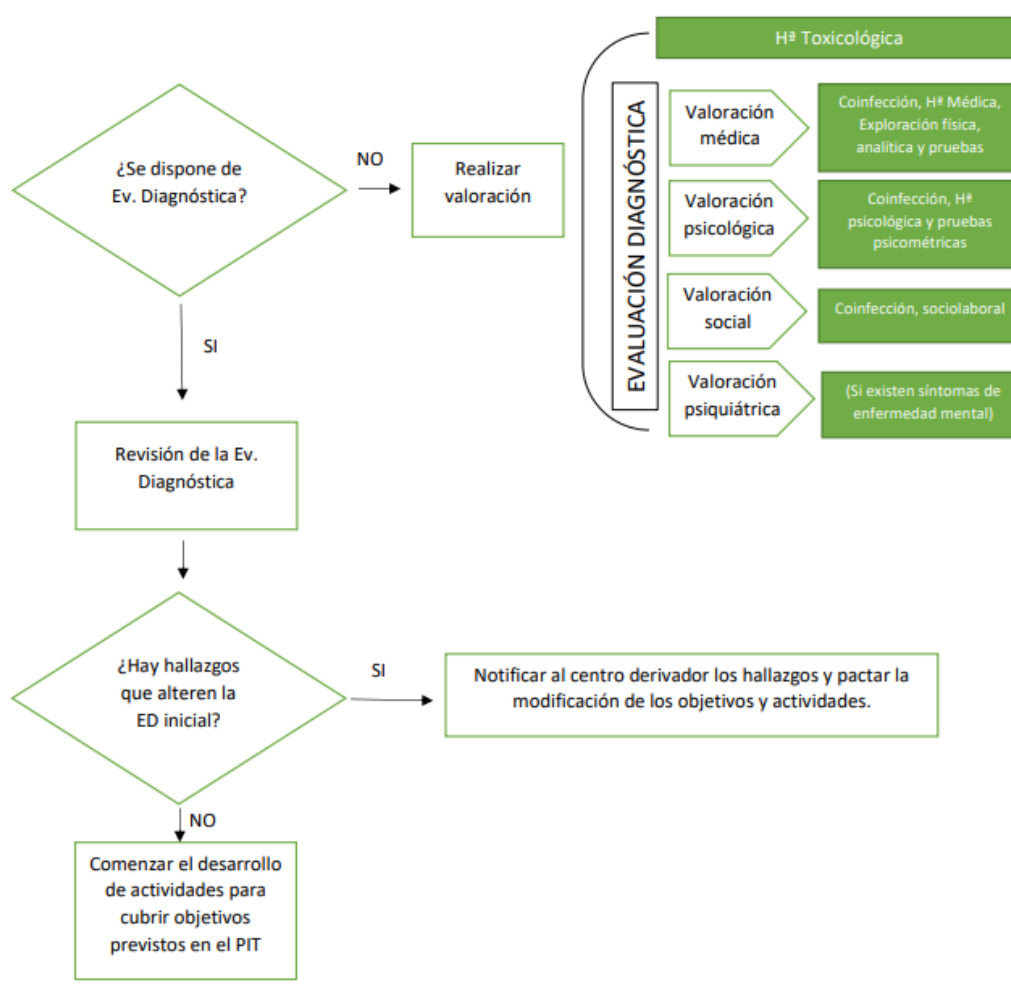 Hª Toxicológica
¿Se dispone de
Ev. Diagnóstica?
NO
Realizar
valoración
EVALUACIÓN DIAGNÓSTICA
Valoración
médica
Coinfección, Hª Médica,
Exploración física,
analítica y pruebas
Valoración
psicológica
Coinfección, Hª
psicológica y pruebas
psicométricas
Valoración
social
Coinfección, sociolaboral
Valoración
psiquiátrica
(Si existen síntomas de
enfermedad mental)
SI
Revisión de la Ev.
Diagnóstica
¿Hay hallazgos
que alteren la
ED inicial?
SI
Notificar al centro derivador los hallazgos y pactar la
modificación de los objetivos y actividades.
NO
Comenzar el desarrollo
de actividades para
cubrir objetivos
previstos en el PIT